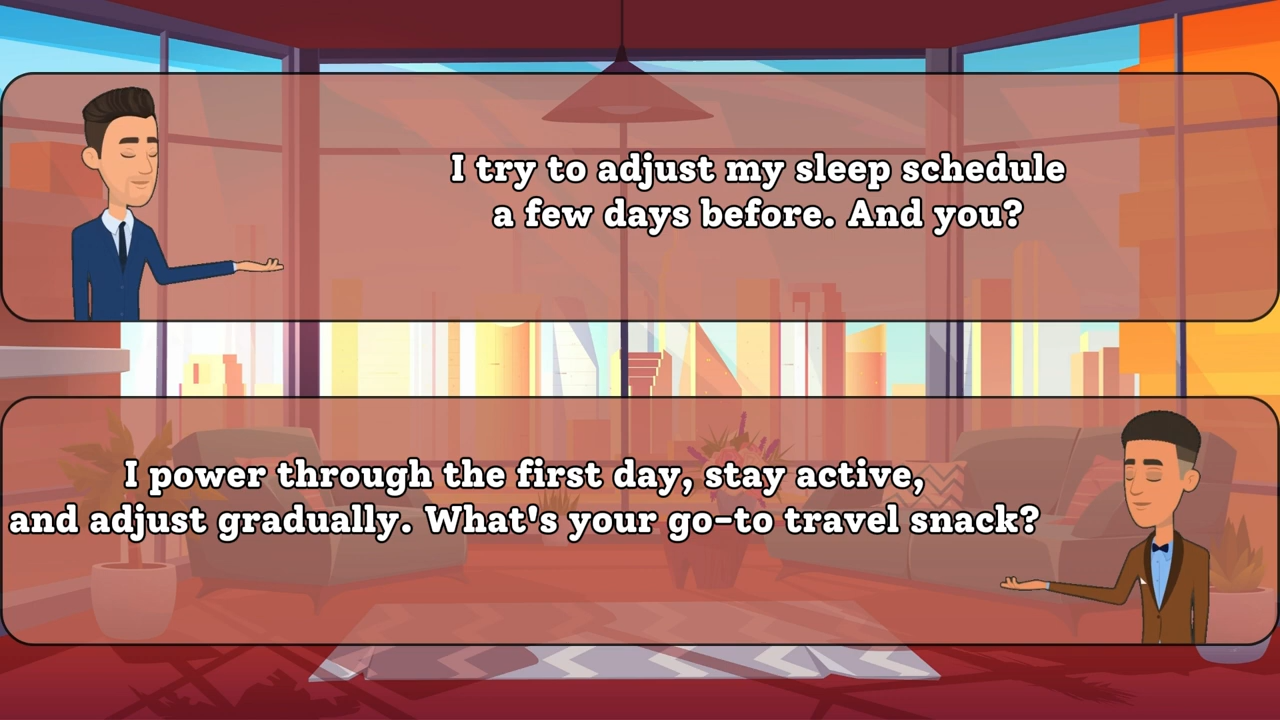 I try to adjust my sleep schedule
a few days before. And you?
I power through the first day, stay active,
and adjust gradually. What's your go-to travel snack?